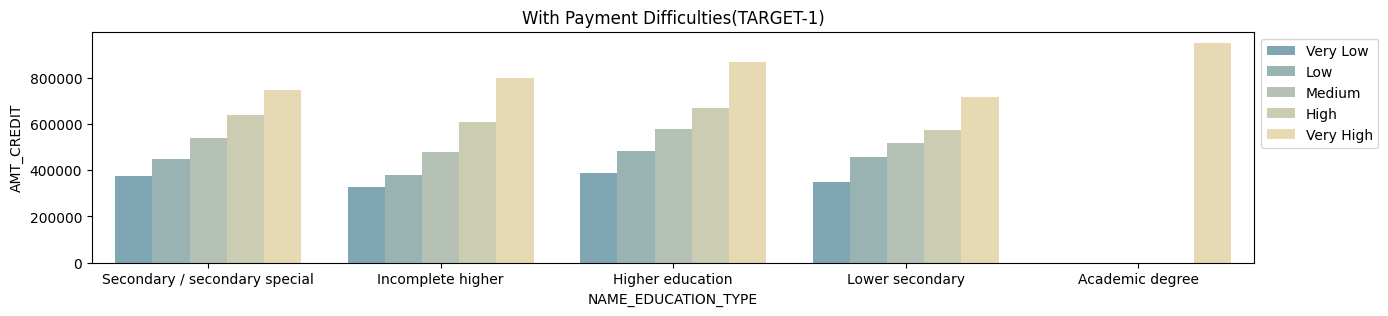 With Payment Difficulties(TARGET-1)
AMT_CREDIT
800000
600000
400000
200000
0
Secondary / secondary special
Incomplete higher
Higher education
Lower secondary
Academic degree
NAME_EDUCATION_TYPE
Very Low
Low
Medium
High
Very High